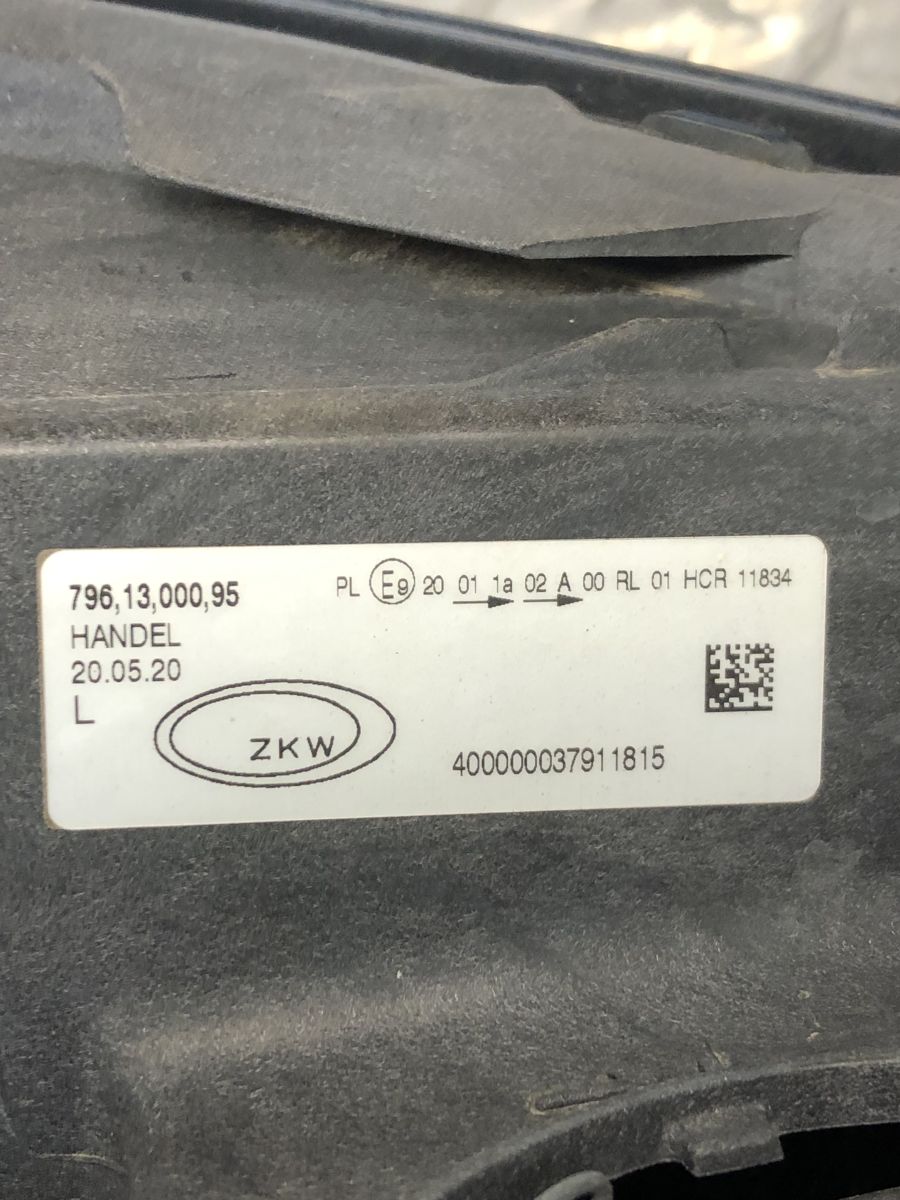 796,13,000,95
HANDEL
20.05.20
L
PL E9 20 01 1a 02 A 00 RL 01 HCR 11834
ZKW
400000037911815